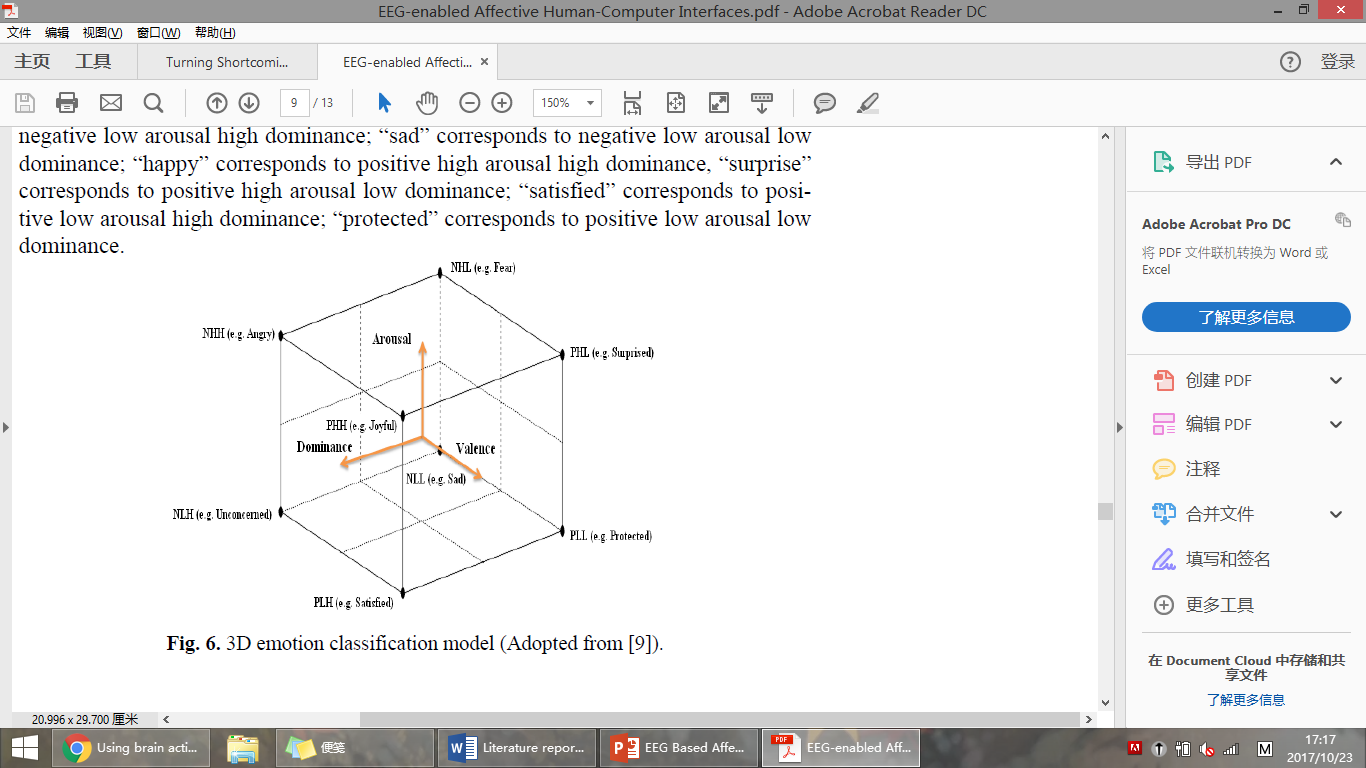 EEG-enabled Affective Human-Computer Interfaces.pdf - Adobe Acrobat Reader DC
文件 编辑 视图(V) 窗口(W) 帮助(H)
主页 工具 Turning Shortcomi... EEG-enabled Affecti... × ? 登录
9 / 13 150%
negative low arousal high dominance; “sad” corresponds to negative low arousal low
dominance; “happy” corresponds to positive high arousal high dominance, “surprise”
corresponds to positive high arousal low dominance; “satisfied” corresponds to posi-
tive low arousal high dominance; “protected” corresponds to positive low arousal low
dominance.
NHL (e.g. Fear)
NHH (e.g. Angry)
Arousal
PHL (e.g. Surprised)
PHH (e.g. Joyful)
Dominance
Valence
NLL (e.g. Sad)
NLH (e.g. Unconcerned)
PLL (e.g. Protected)
PLH (e.g. Satisfied)
Fig. 6. 3D emotion classification model (Adopted from [9]).
20.996 x 29.700 厘米
导出 PDF
Adobe Acrobat Pro DC
将 PDF 文件联机转换为 Word 或
Excel
了解更多信息
创建 PDF
编辑 PDF
注释
合并文件
填写和签名
更多工具
在 Document Cloud 中存储和共
享文件
了解更多信息
Using brain acti...
便笺
Literature repor...
EEG Based Affe...
PDF
EEG-enabled Aff...
M
17:17
2017/10/23